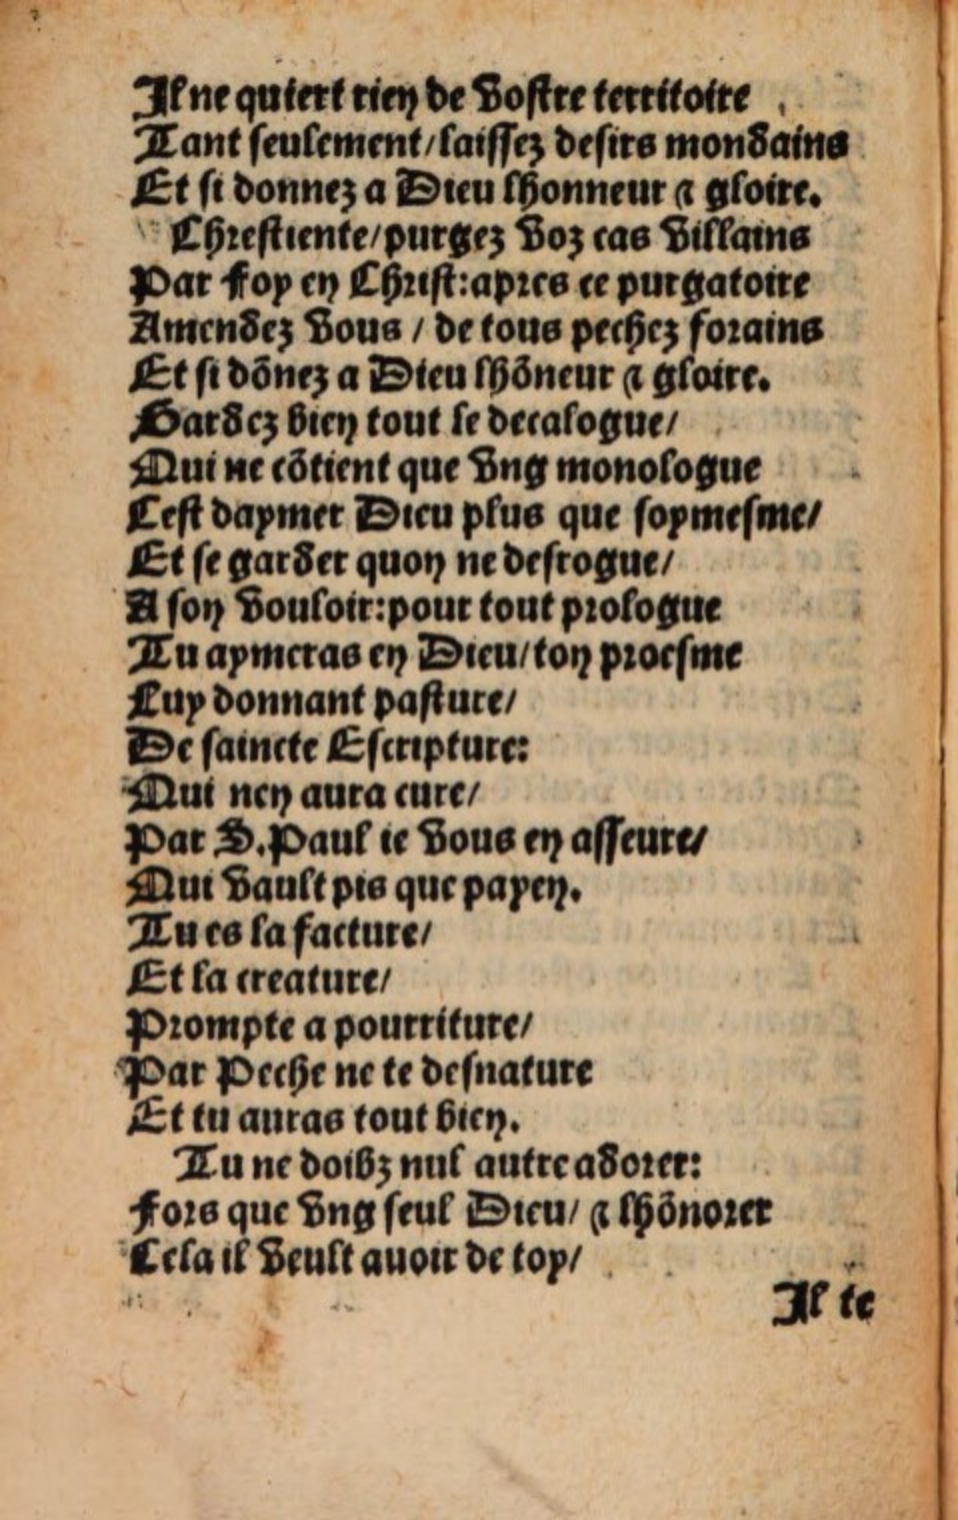 Il ne quiert rien de vostre territoire
Tant seulement/laissez desirs mondains
Et si donnez a Dieu lhonneur & gloire.
Chrestiente/purgez voz cas villains
Par foy en Christ:apres ce purgatoire
Amendez vous / de tous pechez forains
Et si dõnez a Dieu lhõneur & gloire.
Gardez bien tout le decalogue/
Qui ne cõtient que vng monologue
Cest daymer Dieu plus que soymesme/
Et se garder quon ne desrogue/
A son vouloir:pour tout prologue
Tu aymeras en Dieu/ton proesme
Luy donnant pasture/
De saincte Escripture:
Qui nen aura cure/
Par S.Paul ie vous en asseure/
Qui vault pis que payen.
Tu es la facture/
Et la creature/
Prompte a pourriture/
Par Peche ne te desnature
Et tu auras tout bien.
Tu ne doibz nul autre adorer:
Fors que vng seul Dieu/ & lhõnorer
Cela il veult auoir de toy/
Il te